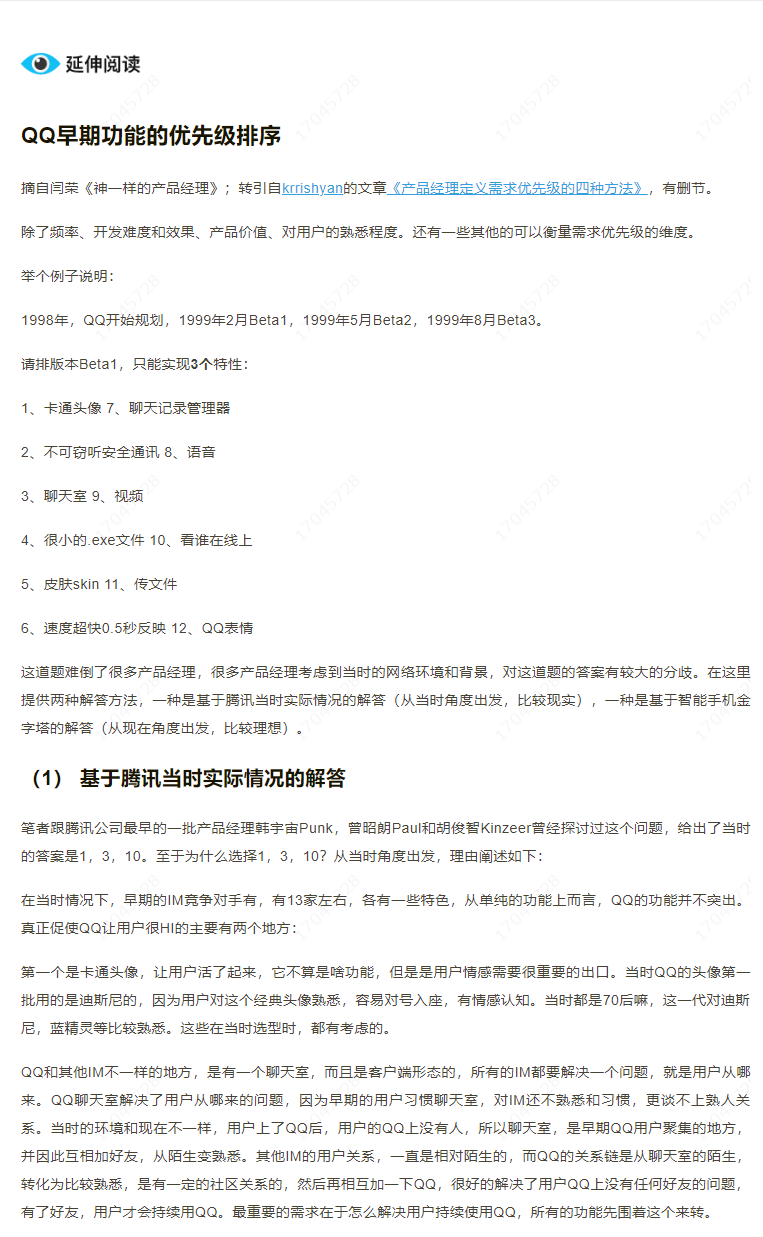 延伸阅读
QQ早期功能的优先级排序
摘自闫荣《神一样的产品经理》；转引自krrishyan的文章《产品经理定义需求优先级的四种方法》，有删节。
除了频率、开发难度和效果、产品价值、对用户的熟悉程度。还有一些其他的可以衡量需求优先级的维度。
举个例子说明：
1998年，QQ开始规划，1999年2月Beta1，1999年5月Beta2，1999年8月Beta3。
请排版本Beta1，只能实现3个特性：
1、卡通头像 7、聊天记录管理器
2、不可窃听安全通讯 8、语音
3、聊天室 9、视频
4、很小的.exe文件 10、看谁在线上
5、皮肤skin 11、传文件
6、速度超快0.5秒反映 12、QQ表情
这道题难倒了很多产品经理，很多产品经理考虑到当时的网络环境和背景，对这道题的答案有较大的分歧。在这里
提供两种解答方法，一种是基于腾讯当时实际情况的解答（从当时角度出发，比较现实），一种是基于智能手机金
字塔的解答（从现在角度出发，比较理想）。
（1） 基于腾讯当时实际情况的解答
笔者跟腾讯公司最早的一批产品经理韩宇宙Punk，曾昭朗Paul和胡俊智Kinzeer曾经探讨过这个问题，给出了当时
的答案是1，3，10。至于为什么选择1，3，10？从当时角度出发，理由阐述如下：
在当时情况下，早期的IM竞争对手有，有13家左右，各有一些特色，从单纯的功能上而言，QQ的功能并不突出。
真正促使QQ让用户很HI的主要有两个地方：
第一个是卡通头像，让用户活了起来，它不算是啥功能，但是是用户情感需要很重要的出口。当时QQ的头像第一
批用的是迪斯尼的，因为用户对这个经典头像熟悉，容易对号入座，有情感认知。当时都是70后嘛，这一代对迪斯
尼，蓝精灵等比较熟悉。这些在当时选型时，都有考虑的。
QQ和其他IM不一样的地方，是有一个聊天室，而且是客户端形态的，所有的IM都要解决一个问题，就是用户从哪
来。QQ聊天室解决了用户从哪来的问题，因为早期的用户习惯聊天室，对IM还不熟悉和习惯，更谈不上熟人关
系。当时的环境和现在不一样，用户上了QQ后，用户的QQ上没有人，所以聊天室，是早期QQ用户聚集的地方，
并因此互相加好友，从陌生变熟悉。其他IM的用户关系，一直是相对陌生的，而QQ的关系链是从聊天室的陌生，
转化为比较熟悉，是有一定的社区关系的，然后再相互加一下QQ，很好的解决了用户QQ上没有任何好友的问题，
有了好友，用户才会持续用QQ。最重要的需求在于怎么解决用户持续使用QQ，所有的功能先围着这个来转。
17045728